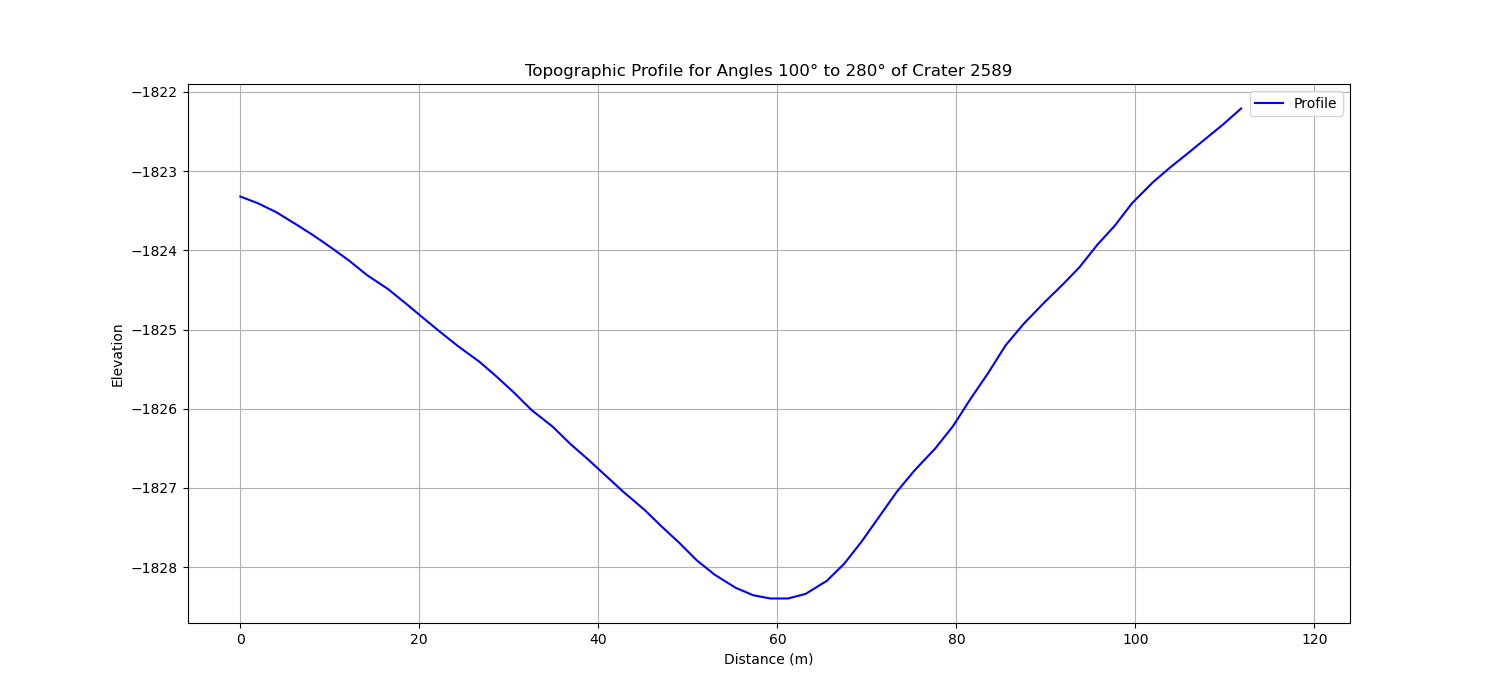 Topographic Profile for Angles 100° to 280° of Crater 2589
Profile
−1822
−1823
−1824
−1825
−1826
−1827
−1828
Elevation
0 20 40 60 80 100 120
Distance (m)